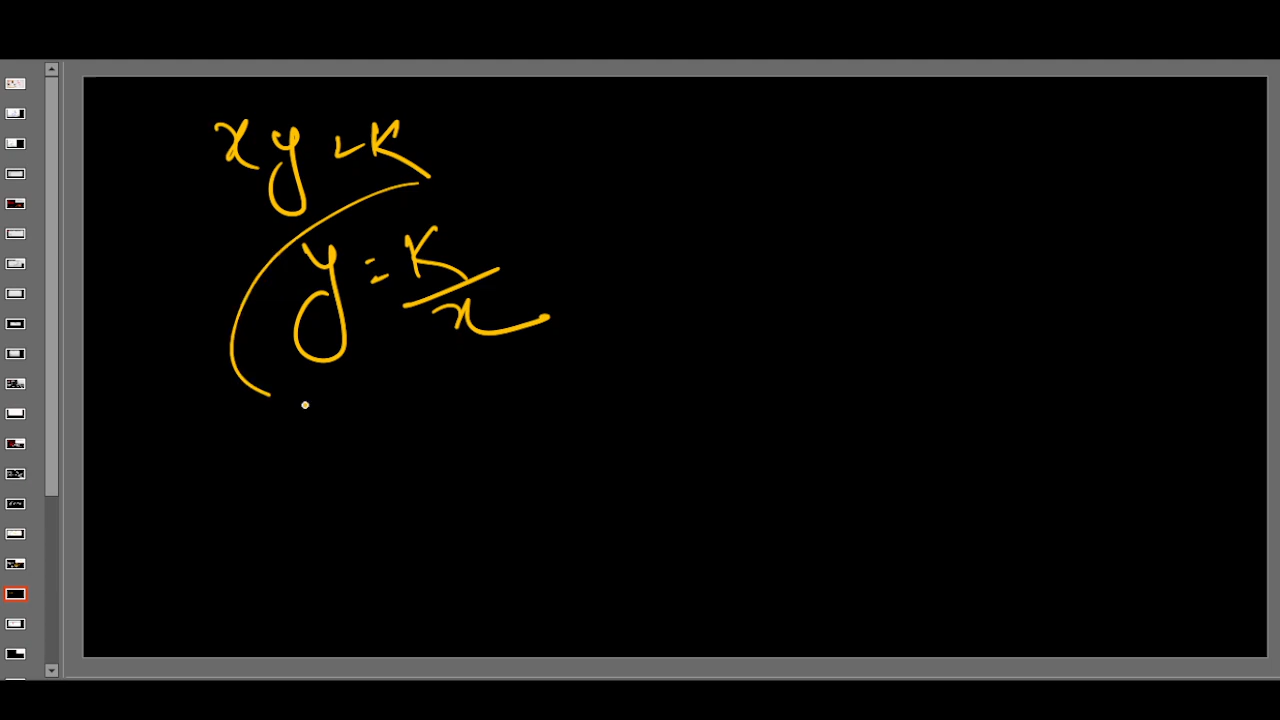 xy = K
y = K/x